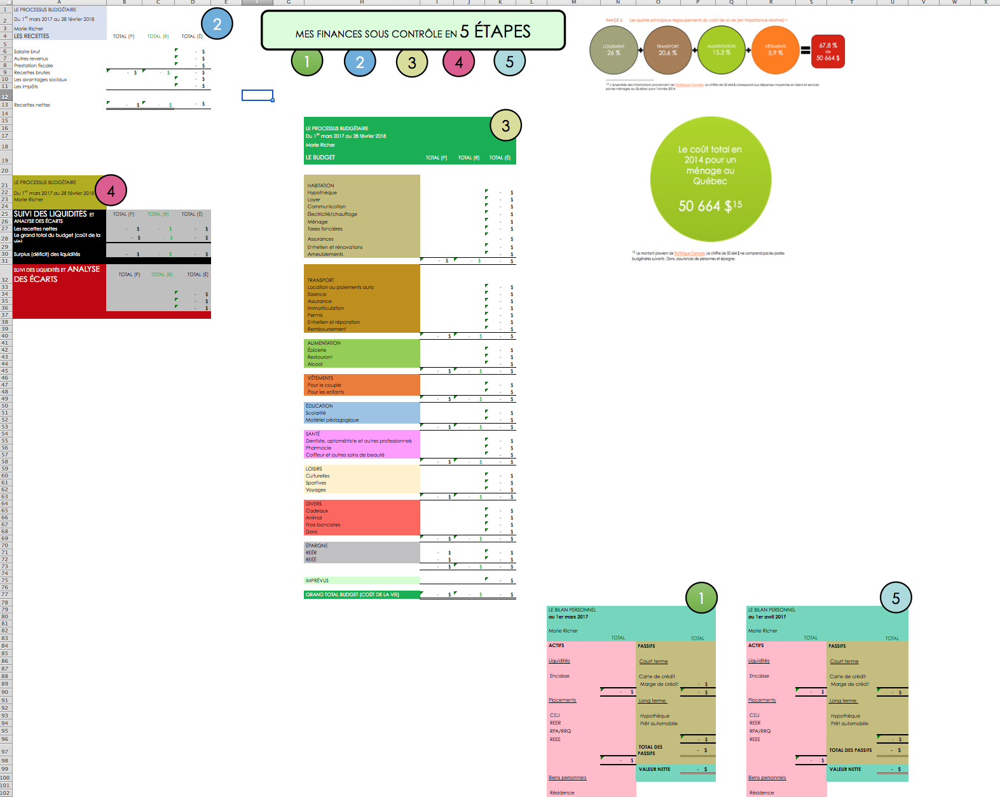 LE PROCESSUS BUDGÉTAIRE
Du 1er mars 2017 au 28 février 2018
Marie Richer
LES RECETTES TOTAL (P) TOTAL (R) TOTAL (É)
2
Salaire brut - $
Autres revenus - $
Prestation fiscale - $
Recettes brutes - $ - $ - $
Les avantages sociaux - $
Les impôts - $
Recettes nettes - $ - $ - $
MES FINANCES SOUS CONTRÔLE EN 5 ÉTAPES
1 2 3 4 5
IMAGE 6 Les quatre principaux regroupements du coût de la vie (en importance relative)14
LOGEMENT 26 % + TRANSPORT 20,6 % + ALIMENTATION 15,3 % + VÊTEMENTS 5,9 % = 67,8 % de 50 664 $
14 L'ensemble des informations proviennent de Statistique Canada. Le chiffre de 50 664 $ correspond aux dépenses moyennes en biens et services
par les ménages au Québec pour l'année 2014.
Le coût total en
2014 pour un
ménage au
Québec
50 664 $15
15 Le montant provient de Statistique Canada. Le chiffre de 50 664 $ ne comprend pas les postes
budgétaires suivants : Dons, assurances de personnes et épargne.
LE PROCESSUS BUDGÉTAIRE
Du 1er mars 2017 au 28 février 2018
Marie Richer
4
SUIVI DES LIQUIDITÉS ET
ANALYSE DES ÉCARTS
TOTAL (P) TOTAL (R) TOTAL (É)
Les recettes nettes - $ - $ - $
Le grand total du budget (coût de la
vie) - $ - $ - $
Surplus (déficit) des liquidités - $ - $ - $
SUIVI DES LIQUIDITÉS ET ANALYSE
DES ÉCARTS
TOTAL (P) TOTAL (R) TOTAL (É)
- $
- $
- $
3
LE PROCESSUS BUDGÉTAIRE
Du 1er mars 2017 au 28 février 2018
Marie Richer
LE BUDGET TOTAL (P) TOTAL (R) TOTAL (É)
HABITATION
Hypothèque - $
Loyer - $
Communication - $
Électricité/chauffage - $
Ménage - $
Taxes foncières - $
Assurances - $
Entretien et rénovations - $
Ameublements - $
- $ - $ - $
TRANSPORT
Location ou paiements auto - $
Essence - $
Assurance - $
Immatriculation - $
Permis - $
Entretien et réparation - $
Remboursement - $
- $ - $ - $
ALIMENTATION
Épicerie - $
Restaurant - $
Alcool - $
- $ - $ - $
VÊTEMENTS
Pour le couple - $
Pour les enfants - $
- $ - $ - $
ÉDUCATION
Scolarité - $
Matériel pédagogique - $
- $ - $ - $
SANTÉ
Dentiste, optométriste et autres professionnels - $
Pharmacie - $
Coiffeur et autres soins de beauté - $
- $ - $ - $
LOISIRS
Culturelles - $
Sportives - $
Voyages - $
- $ - $ - $
DIVERS
Cadeaux - $
Animal - $
Frais bancaires - $
Dons - $
- $ - $ - $
ÉPARGNE
REÉR - $ - $
REÉÉ - $ - $
- $ - $ - $
IMPRÉVUS - $
GRAND TOTAL BUDGET (COÛT DE LA VIE) - $ - $ - $
1
LE BILAN PERSONNEL
au 1er mars 2017
Marie Richer
TOTAL TOTAL
ACTIFS PASSIFS
Liquidités Court terme
Encaisse Carte de crédit
Marge de crédit - $
- $ - $
Placements Long terme
CELI Hypothèque
REER Prêt automobile
RPA/RRQ
REEE - $
TOTAL DES
PASSIFS - $
- $
VALEUR NETTE - $
Biens personnels
Résidence
5
LE BILAN PERSONNEL
au 1er avril 2017
Marie Richer
TOTAL TOTAL
ACTIFS PASSIFS
Liquidités Court terme
Encaisse Carte de crédit
Marge de crédit
- $ - $
Placements Long terme
CELI Hypothèque
REER Prêt automobile
RPA/RRQ
REEE - $
TOTAL DES PASSIFS - $
- $
VALEUR NETTE - $
Biens personnels
Résidence